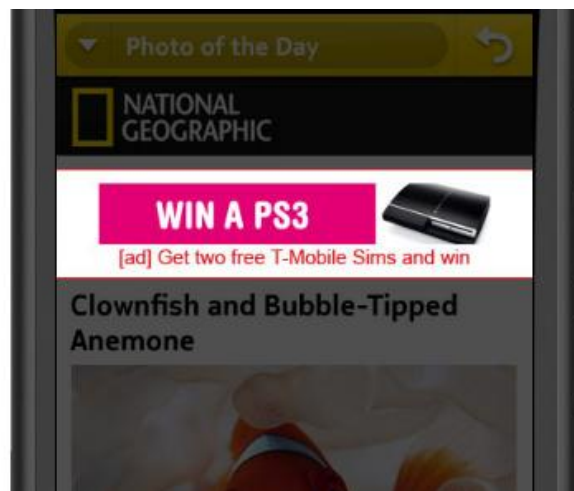 Photo of the Day
NATIONAL
GEOGRAPHIC
WIN A PS3
[ad] Get two free T-Mobile Sims and win
Clownfish and Bubble-Tipped
Anemone